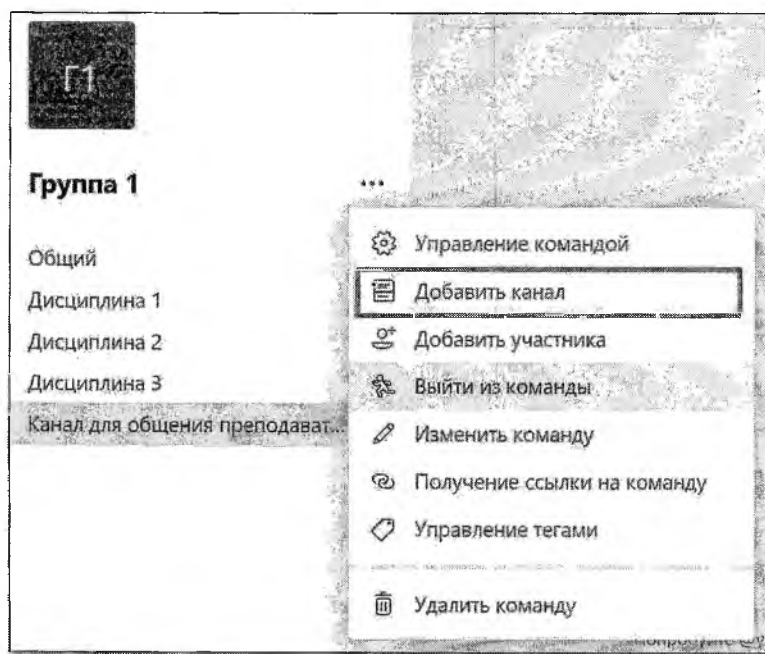 Г1
Группа 1
...
Общий
Дисциплина 1
Дисциплина 2
Дисциплина 3
Канал для общения преподават...
Управление командой
Добавить канал
Добавить участника
Выйти из команды
Изменить команду
Получение ссылки на команду
Управление тегами
Удалить команду